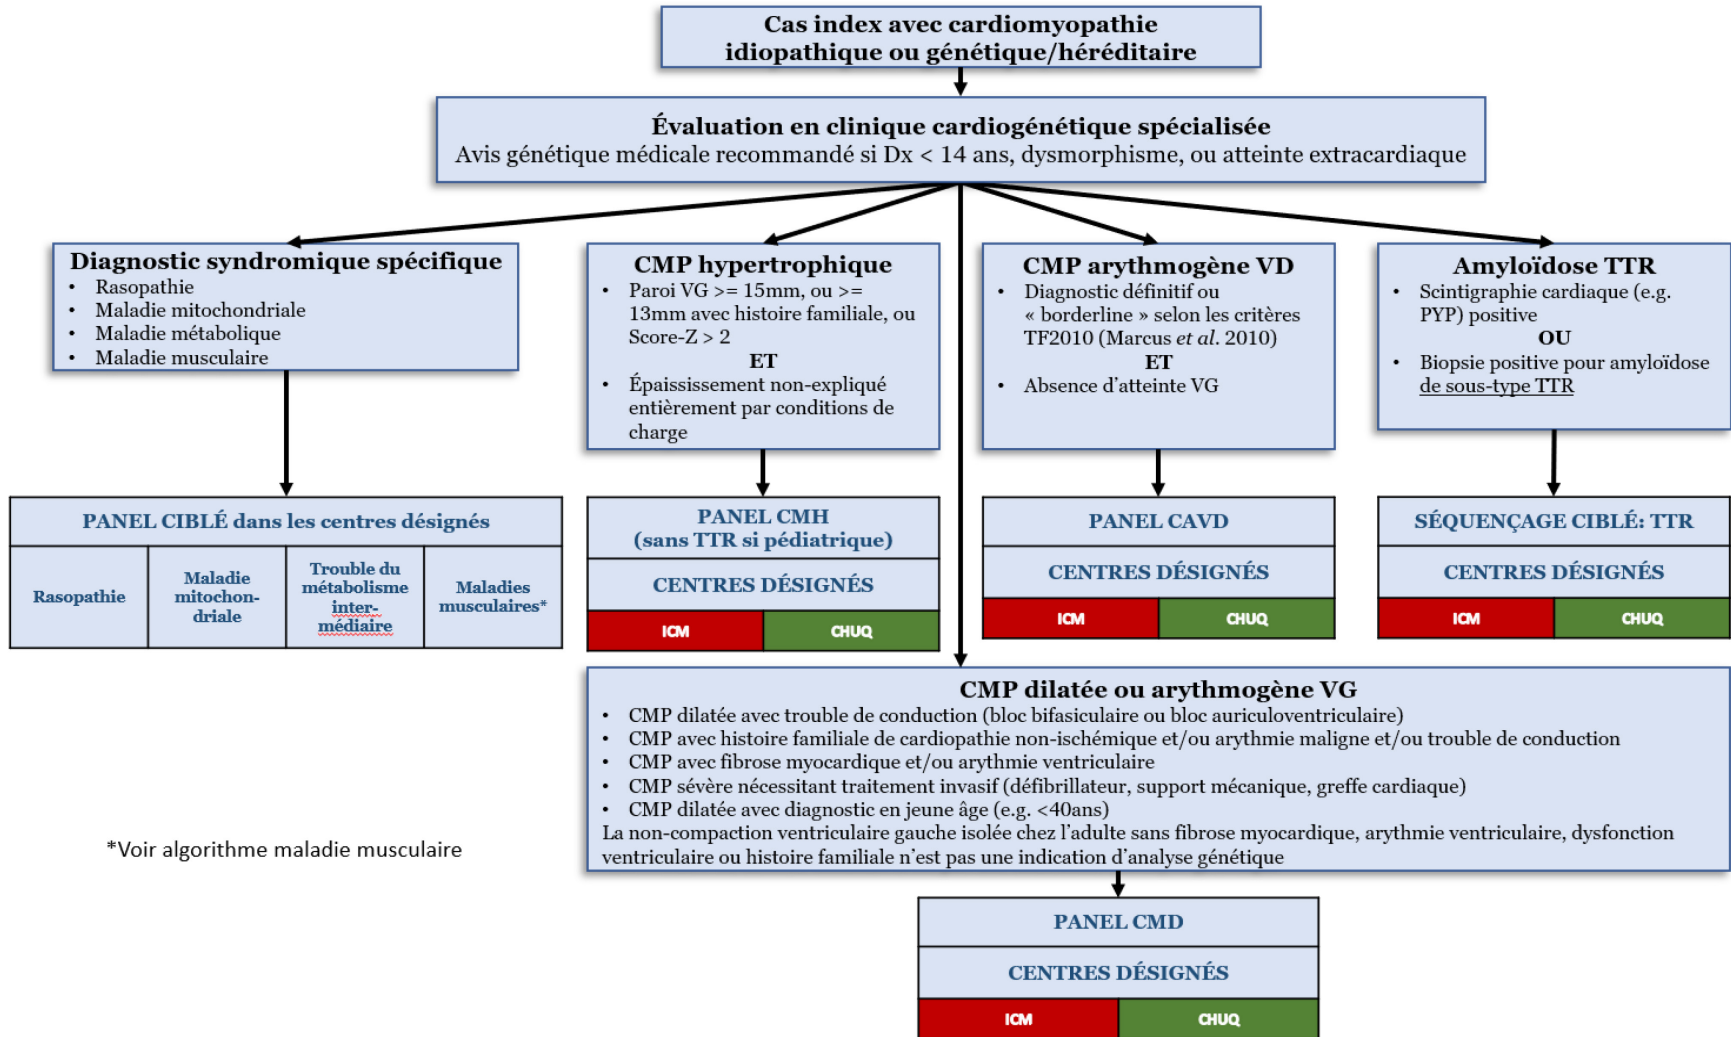 Cas index avec cardiomyopathie
idiopathique ou génétique/héréditaire
Évaluation en clinique cardiogénétique spécialisée
Avis génétique médicale recommandé si Dx < 14 ans, dysmorphisme, ou atteinte extracardiaque
Diagnostic syndromique spécifique
• Rasopathie
• Maladie mitochondriale
• Maladie métabolique
• Maladie musculaire
CMP hypertrophique
• Paroi VG >= 15mm, ou >=
13mm avec histoire familiale, ou
Score-Z > 2
ET
• Épaississement non-expliqué
entièrement par conditions de
charge
CMP arythmogène VD
• Diagnostic définitif ou
« borderline » selon les critères
TF2010 (Marcus et al. 2010)
ET
• Absence d'atteinte VG
Amyloïdose TTR
• Scintigraphie cardiaque (e.g.
PYP) positive
OU
• Biopsie positive pour amyloïdose
de sous-type TTR
PANEL CIBLÉ dans les centres désignés
Rasopathie
Maladie
mitochon-
driale
Trouble du
métabolisme
inter-
médiaire
Maladies
musculaires*
PANEL CMH
(sans TTR si pédiatrique)
CENTRES DÉSIGNÉS
ICM
CHUQ
PANEL CAVD
CENTRES DÉSIGNÉS
ICM
CHUQ
SÉQUENÇAGE CIBLÉ: TTR
CENTRES DÉSIGNÉS
ICM
CHUQ
CMP dilatée ou arythmogène VG
• CMP dilatée avec trouble de conduction (bloc bifasiculaire ou bloc auriculoventriculaire)
• CMP avec histoire familiale de cardiopathie non-ischémique et/ou arythmie maligne et/ou trouble de conduction
• CMP avec fibrose myocardique et/ou arythmie ventriculaire
• CMP sévère nécessitant traitement invasif (défibrillateur, support mécanique, greffe cardiaque)
• CMP dilatée avec diagnostic en jeune âge (e.g. <40ans)
La non-compaction ventriculaire gauche isolée chez l'adulte sans fibrose myocardique, arythmie ventriculaire, dysfonction
ventriculaire ou histoire familiale n'est pas une indication d'analyse génétique
*Voir algorithme maladie musculaire
PANEL CMD
CENTRES DÉSIGNÉS
ICM
CHUQ